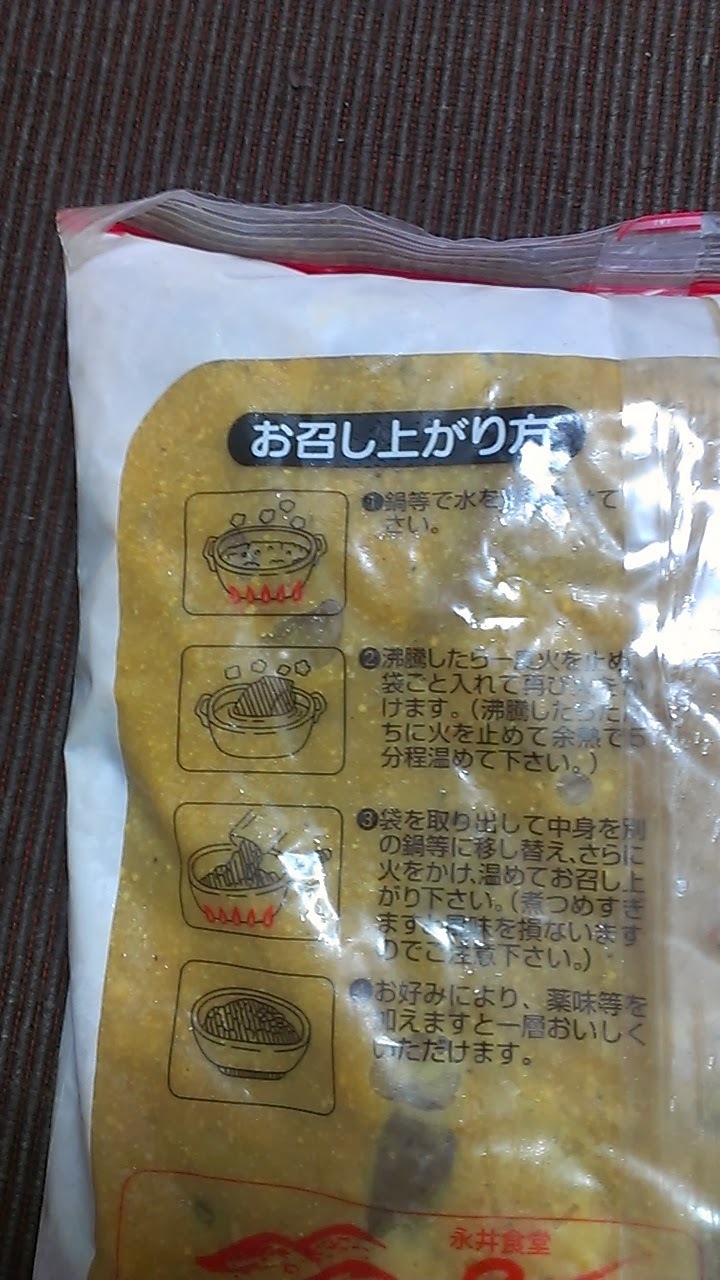 お召し上がり方
❶鍋等で水を せて
さい。
❷沸騰したら一度火を止め
袋ごと入れて再び か
けます。(沸騰した
ちに火を止めて余熱で5
分程温めて下さい。)
❸袋を取り出して中身を別
の鍋等に移し替え、さらに
火をかけ、温めてお召し上
がり下さい。(煮つめすぎ
ますと風味を損ないます
のでご注意下さい。)
お好みにより、薬味等を
加えますと一層おいしく
いただけます。
永井食堂